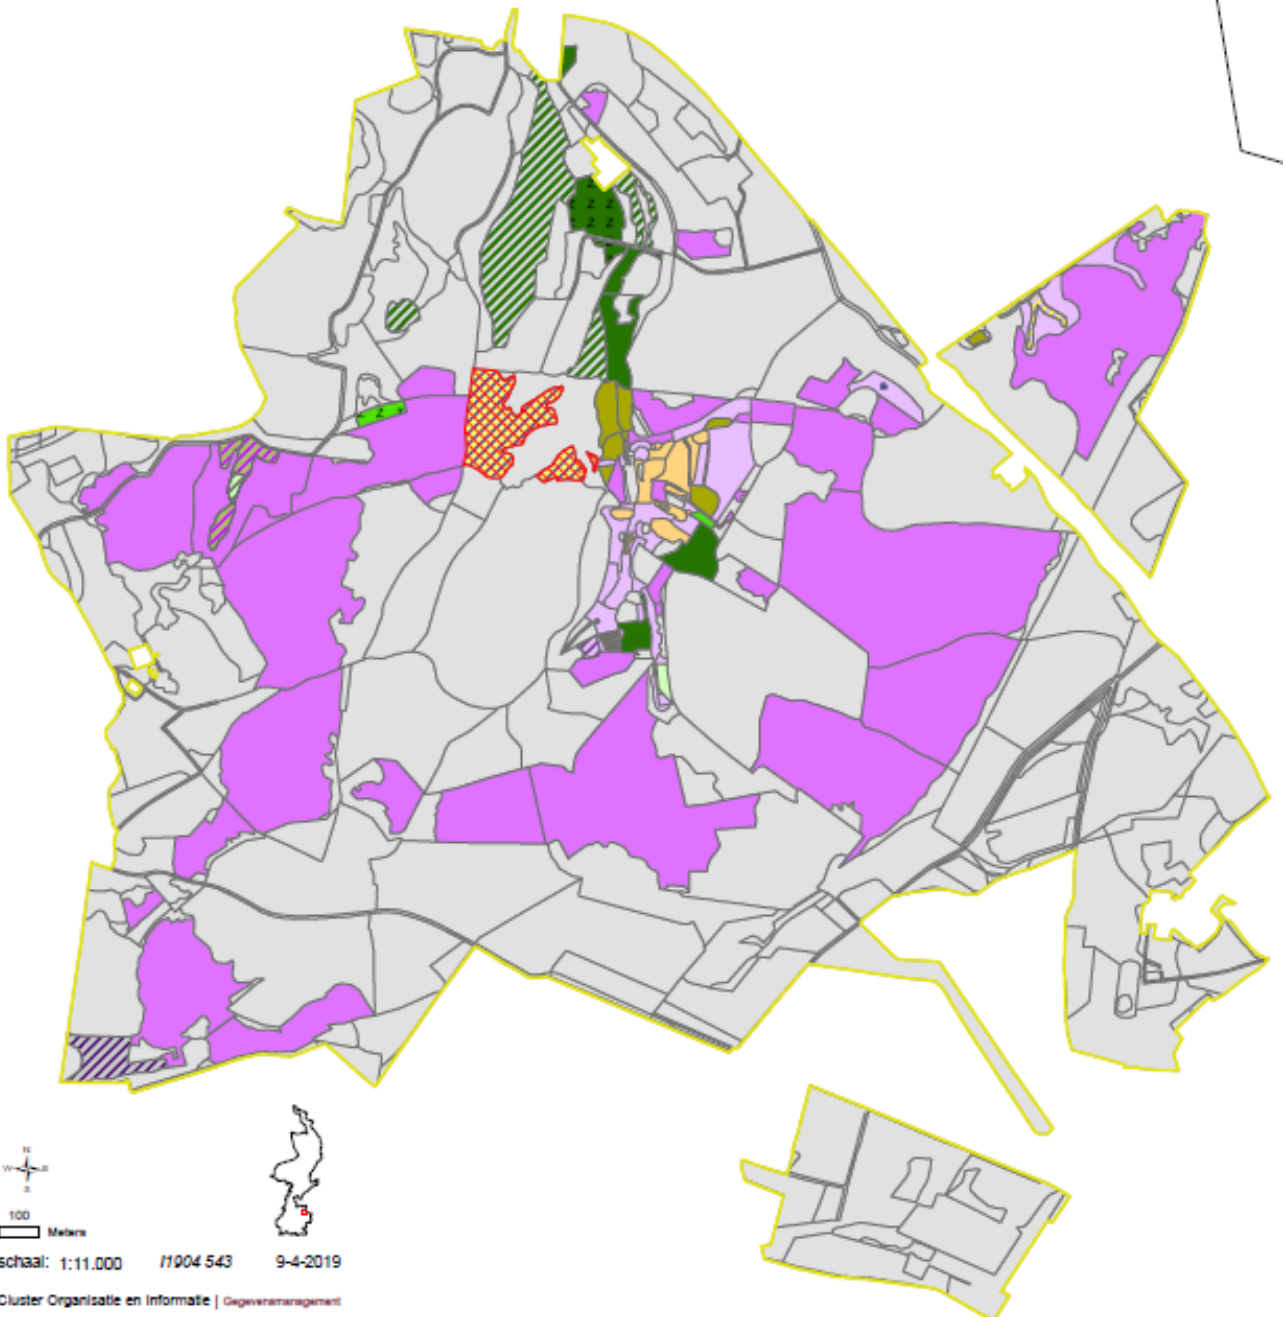 Z
Z Z
Z Z
Z
N
W E
S
100
Meters
schaal: 1:11.000 I1904 543 9-4-2019
Cluster Organisatie en Informatie | Gegevensmanagement